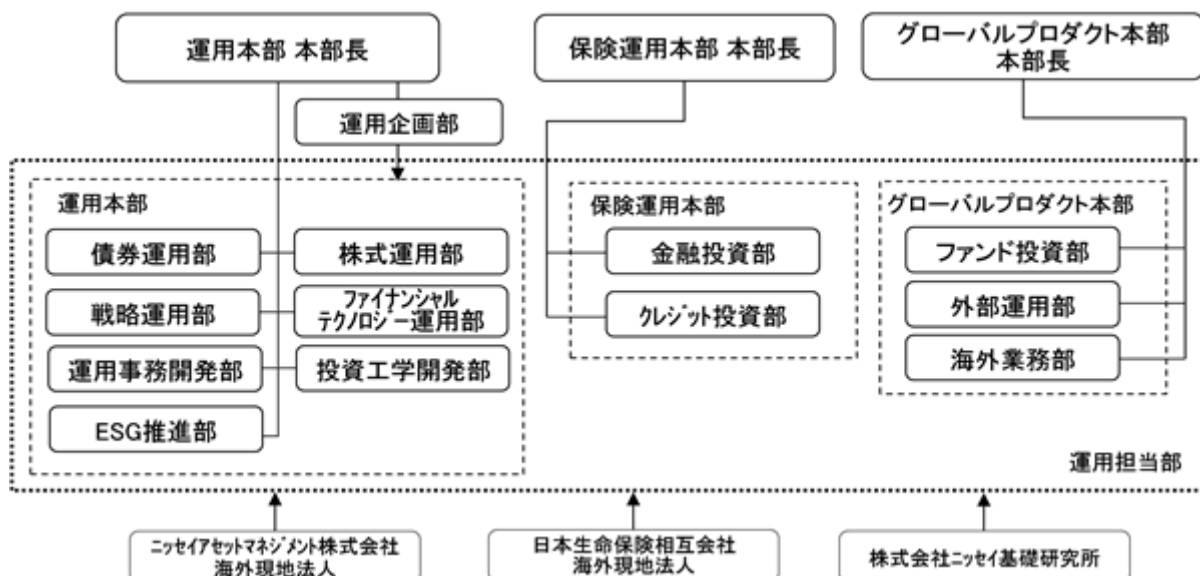 運用本部 本部長
保険運用本部 本部長
グローバルプロダクト本部
本部長
運用企画部
運用本部
債券運用部
株式運用部
戦略運用部
ファイナンシャル
テクノロジー運用部
運用事務開発部
投資工学開発部
ESG推進部
保険運用本部
金融投資部
クレジット投資部
グローバルプロダクト本部
ファンド投資部
外部運用部
海外業務部
運用担当部
ニッセイアセットマネジメント株式会社
海外現地法人
日本生命保険相互会社
海外現地法人
株式会社ニッセイ基礎研究所